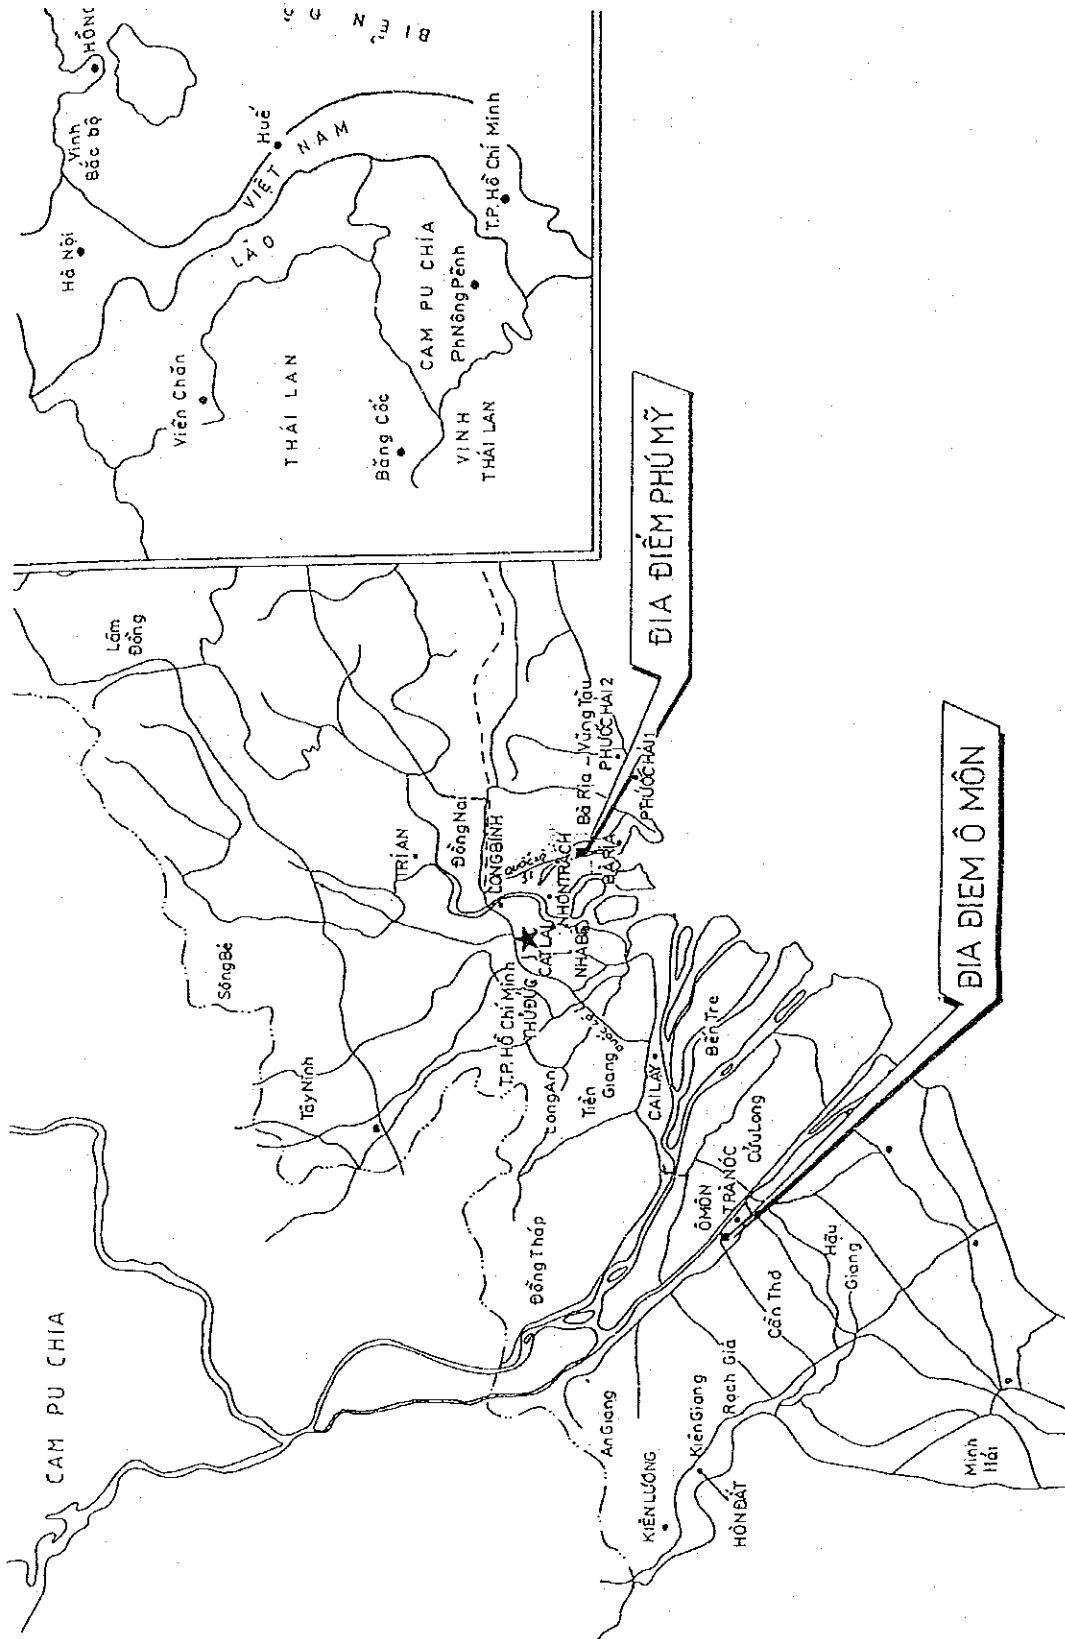 BIỂN
HỒNG
Vịnh
Bắc bộ
Hà Nội
Huế
VIỆT NAM
LÀO
Viên Chăn
THÁI LAN
CAM PU CHIA
PhNôngPênh
T.P. Hồ Chí Minh
Băng Cốc
VINH
THÁI LAN
CAM PU CHIA
Lâm
Đồng
Sông Bé
Tây Ninh
TRỊ AN
Đồng Nai
LONG BÌNH
T.P. Hồ Chí Minh
THỦ ĐỨC
CÁT LÁI
NHÀ BÈ
NHƠN TRẠCH
BÀ RỊA
Bà Rịa - Vũng Tàu
PHƯỚC HẢI 2
PHƯỚC HẢI 1
ĐỊA ĐIỂM PHÚ MỸ
Long An
Tiền
Giang
CAI LẬY
Bến Tre
Đồng Tháp
Cửu Long
Ô MÔN
TRÀ NÓC
ĐỊA ĐIỂM Ô MÔN
Cần Thơ
Hậu
Giang
An Giang
Rạch Giá
Kiên Giang
KIÊN LƯƠNG
HÒN ĐẤT
Minh
Hải